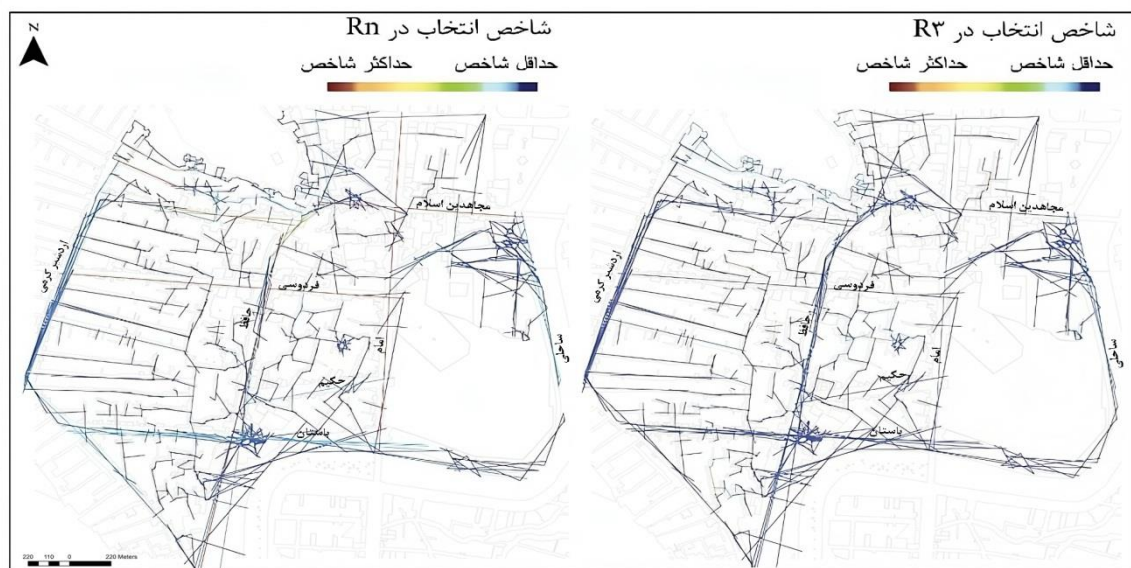 N
شاخص انتخاب در Rn
حداقل شاخص
حداکثر شاخص
مجاهدین اسلام
اردشیر کرمی
فردوسی
حافظ
امام
ساحلی
حکیم
باستان
220 110 0 220 Meters
شاخص انتخاب در R۳
حداقل شاخص
حداکثر شاخص
مجاهدین اسلام
اردشیر کرمی
فردوسی
حافظ
امام
ساحلی
حکیم
باستان